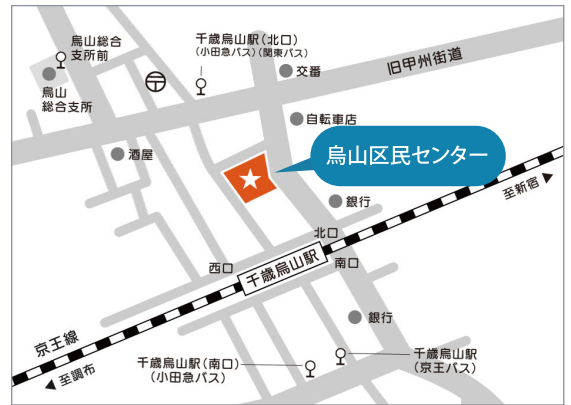 烏山総合
支所前
千歳烏山駅（北口）
（小田急バス）（関東バス）
交番
旧甲州街道
烏山
総合支所
自転車店
酒屋
烏山区民センター
至新宿
銀行
北口
南口
西口
千歳烏山駅
銀行
京王線
至調布
千歳烏山駅（南口）
（小田急バス）
千歳烏山駅
（京王バス）